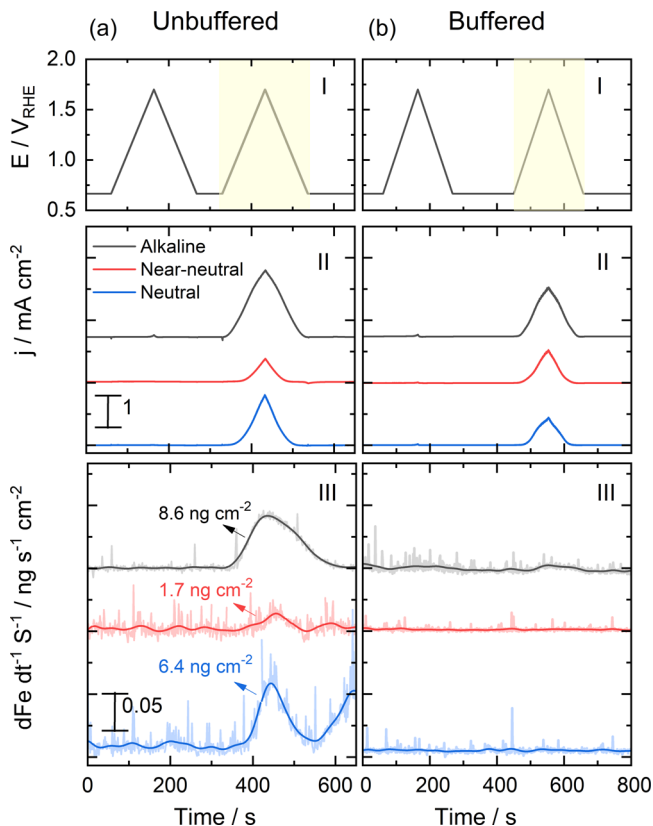 (a) Unbuffered
(b) Buffered
E / V_RHE
2.0
1.5
1.0
0.5
I
I
j / mA cm⁻²
Alkaline
Near-neutral
Neutral
1
II
II
dFe dt⁻¹ S⁻¹ / ng s⁻¹ cm⁻²
III
III
8.6 ng cm⁻²
1.7 ng cm⁻²
6.4 ng cm⁻²
0.05
0 200 400 600
0 200 400 600 800
Time / s
Time / s